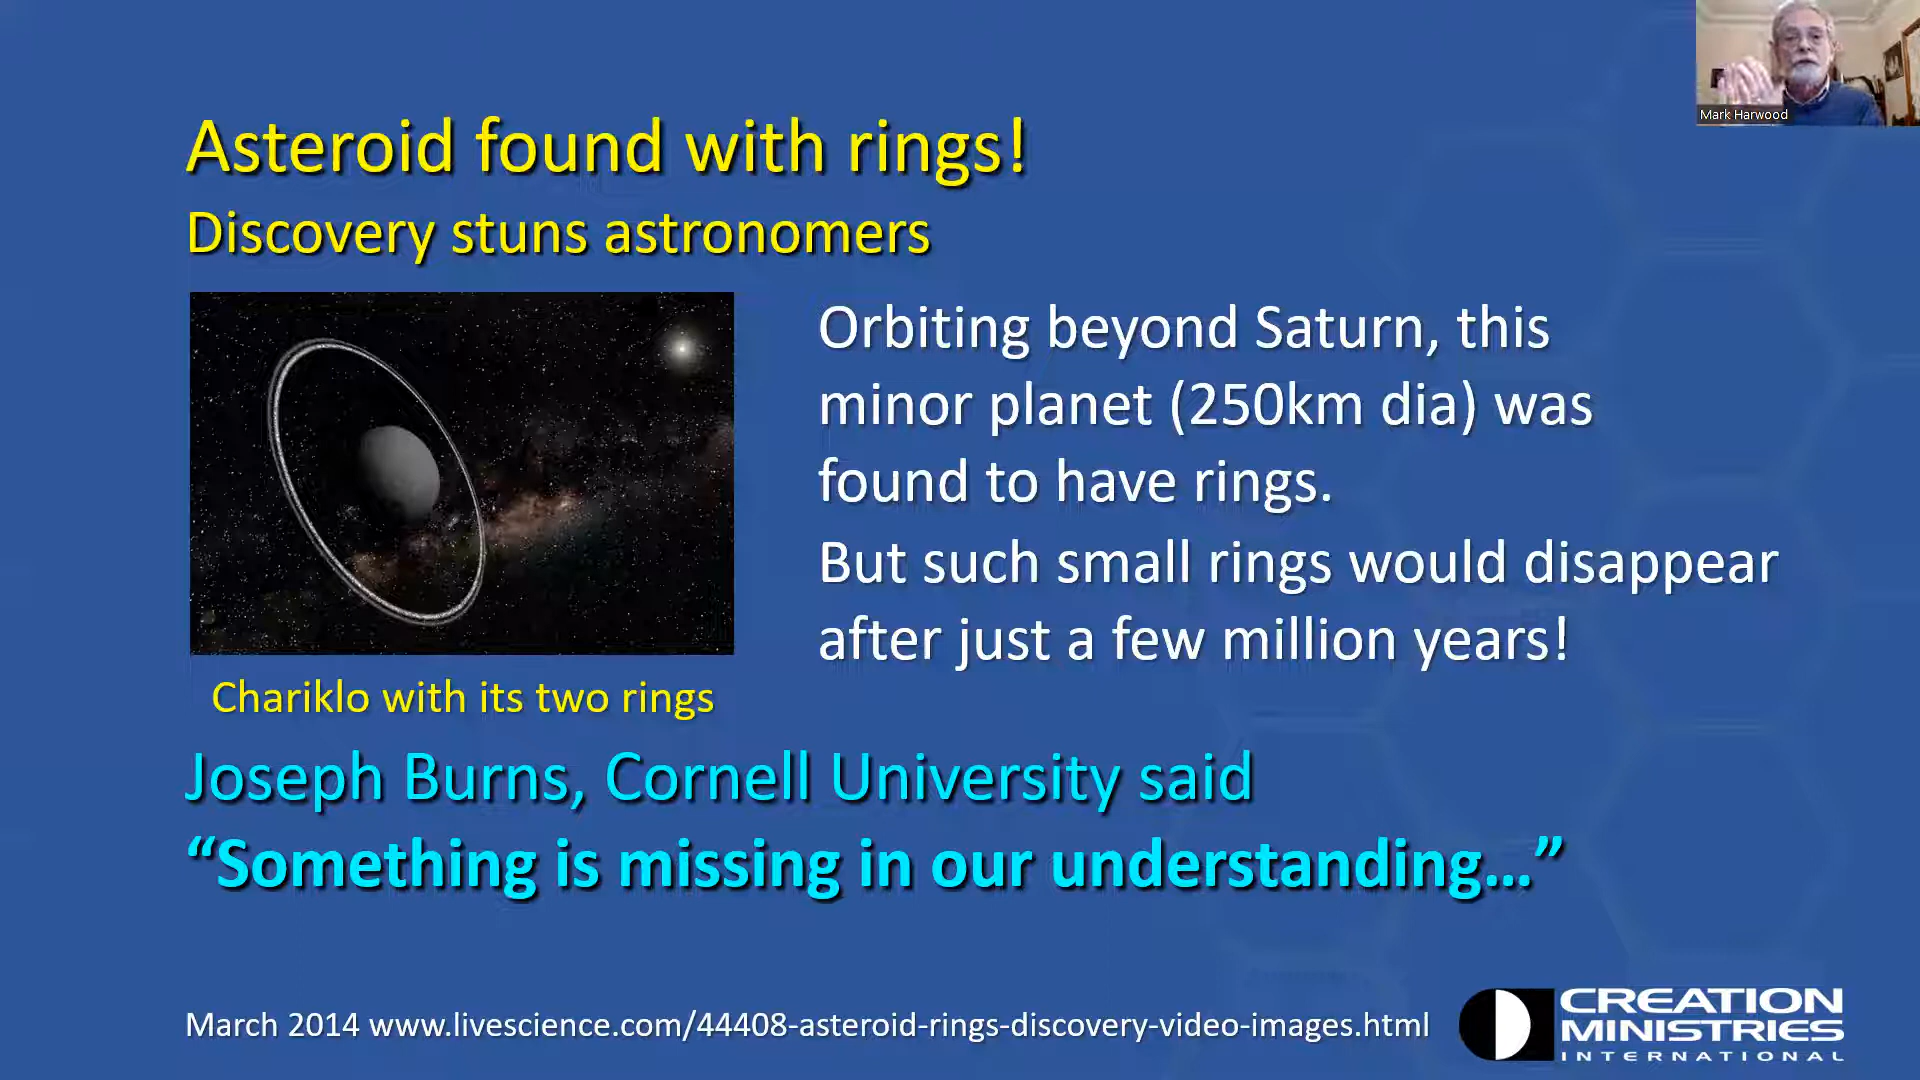 Mark Harwood
Asteroid found with rings!
Discovery stuns astronomers
Orbiting beyond Saturn, this
minor planet (250km dia) was
found to have rings.
But such small rings would disappear
after just a few million years!
Chariklo with its two rings
Joseph Burns, Cornell University said
“Something is missing in our understanding…”
March 2014 www.livescience.com/44408-asteroid-rings-discovery-video-images.html
CREATION
MINISTRIES
INTERNATIONAL